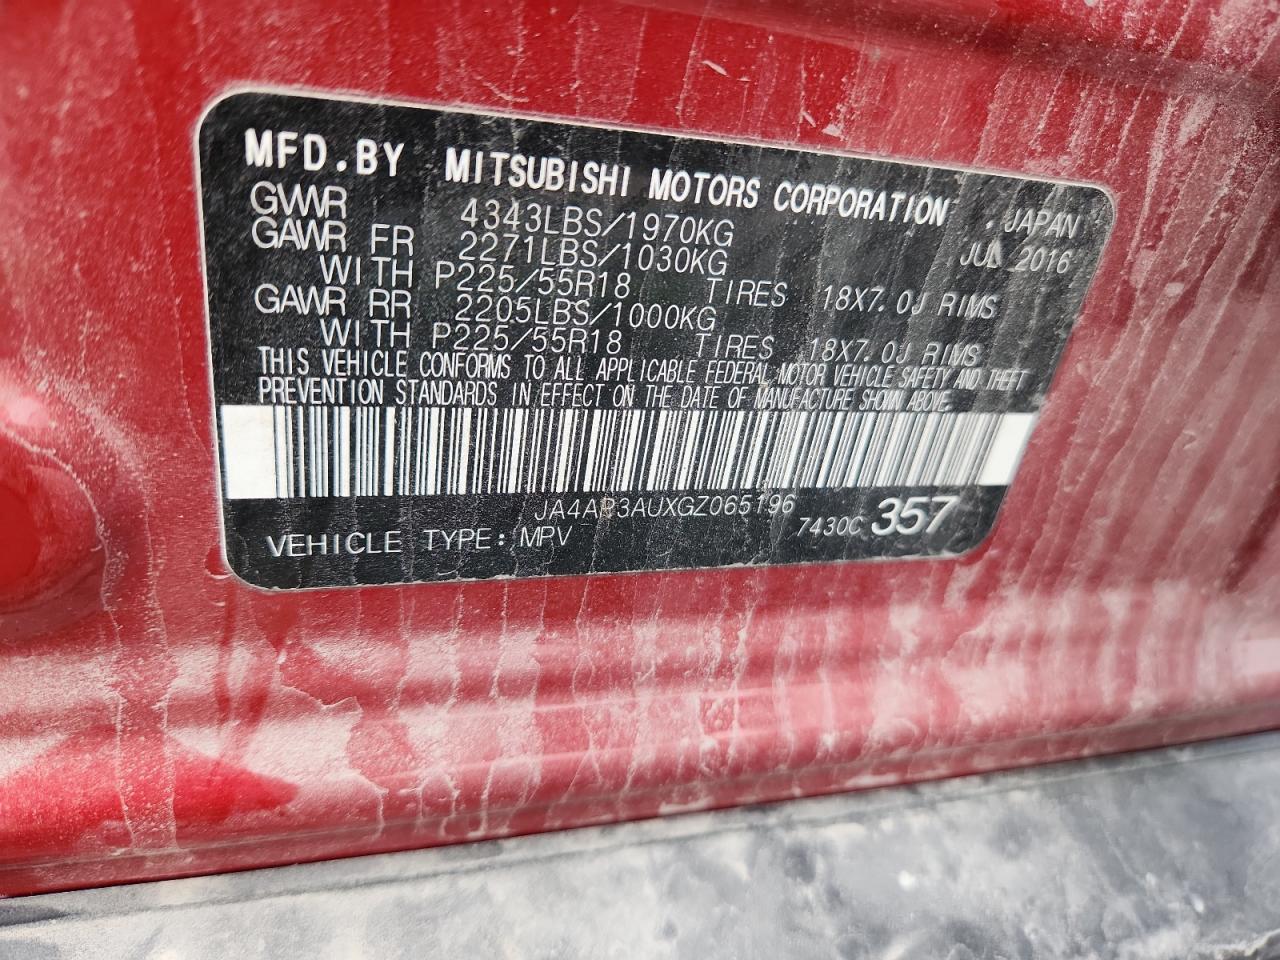 MFD.BY MITSUBISHI MOTORS CORPORATION . JAPAN
GVWR 4343LBS/1970KG JUL 2016
GAWR FR 2271LBS/1030KG
WITH P225/55R18 TIRES 18X7.0J RIMS
GAWR RR 2205LBS/1000KG
WITH P225/55R18 TIRES 18X7.0J RIMS
THIS VEHICLE CONFORMS TO ALL APPLICABLE FEDERAL MOTOR VEHICLE SAFETY AND THEFT
PREVENTION STANDARDS IN EFFECT ON THE DATE OF MANUFACTURE SHOWN ABOVE.
JA4AP3AUXGZ065196
VEHICLE TYPE: MPV 7430C 357